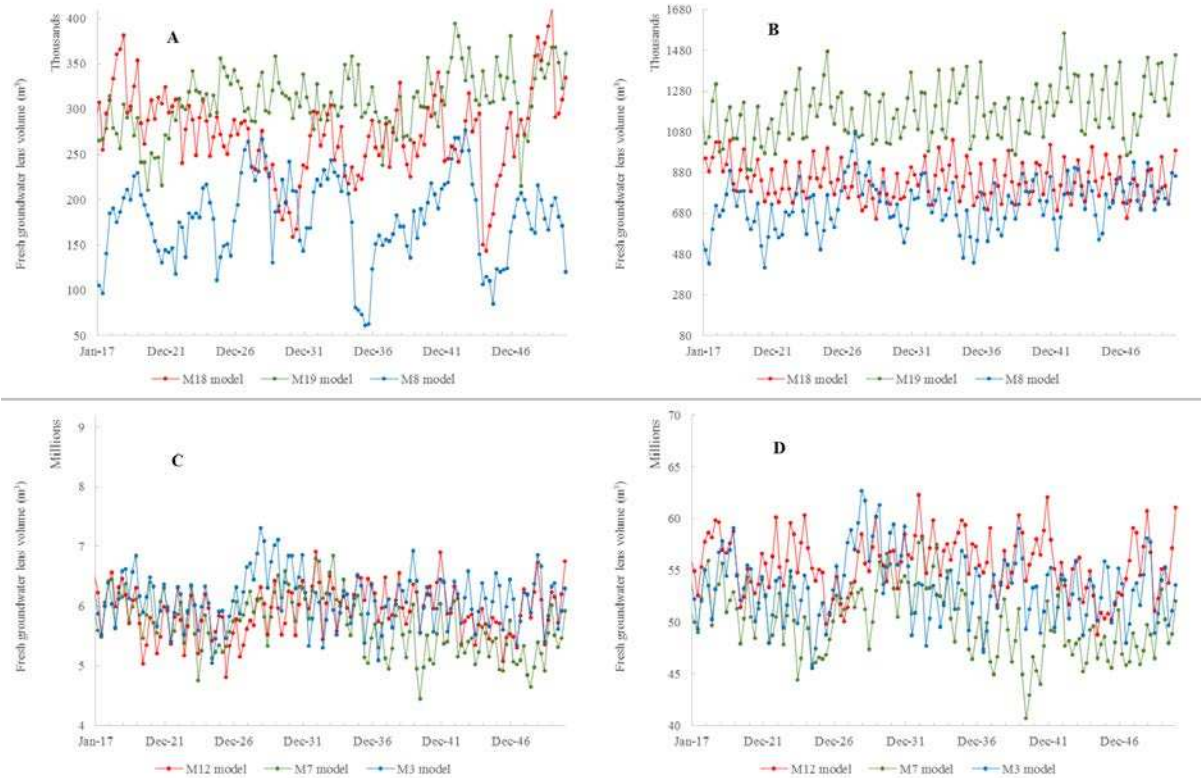 A
Thousands
Fresh groundwater lens volume (m³)
400
350
300
250
200
150
100
50
Jan-17 Dec-21 Dec-26 Dec-31 Dec-36 Dec-41 Dec-46
M18 model M19 model M8 model
B
Thousands
Fresh groundwater lens volume (m³)
1680
1480
1280
1080
880
680
480
280
80
Jan-17 Dec-21 Dec-26 Dec-31 Dec-36 Dec-41 Dec-46
M18 model M19 model M8 model
C
Millions
Fresh groundwater lens volume (m³)
9
8
7
6
5
4
Jan-17 Dec-21 Dec-26 Dec-31 Dec-36 Dec-41 Dec-46
M12 model M7 model M3 model
D
Millions
Fresh groundwater lens volume (m³)
70
65
60
55
50
45
40
Jan-17 Dec-21 Dec-26 Dec-31 Dec-36 Dec-41 Dec-46
M12 model M7 model M3 model